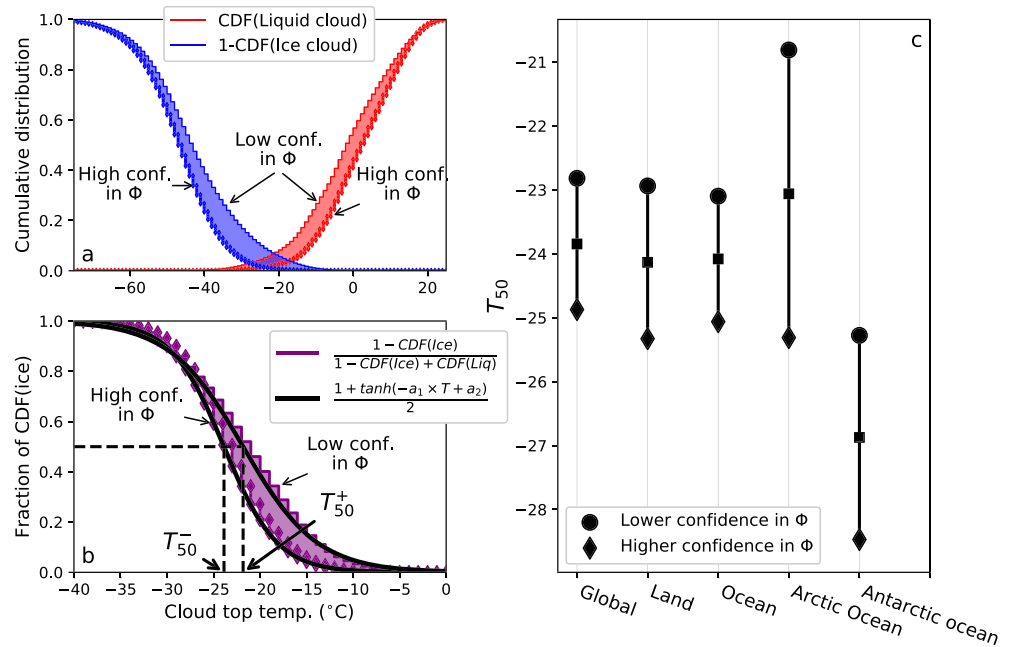 CDF(Liquid cloud)
1-CDF(Ice cloud)
Cumulative distribution
1.0
0.8
0.6
0.4
0.2
0.0
High conf.
in Φ
Low conf.
in Φ
High conf.
in Φ
a
−60
−40
−20
0
20
Fraction of CDF(ice)
1.0
0.8
0.6
0.4
0.2
0.0
1−CDF(Ice)
1−CDF(Ice)+CDF(Liq)
1+tanh(−a₁×T+a₂)
2
High conf.
in Φ
Low conf.
in Φ
T₅₀⁻
T₅₀⁺
b
−40
−35
−30
−25
−20
−15
−10
−5
0
Cloud top temp. (°C)
c
T₅₀
−21
−22
−23
−24
−25
−26
−27
−28
Lower confidence in Φ
Higher confidence in Φ
Global
Land
Ocean
Arctic Ocean
Antarctic ocean